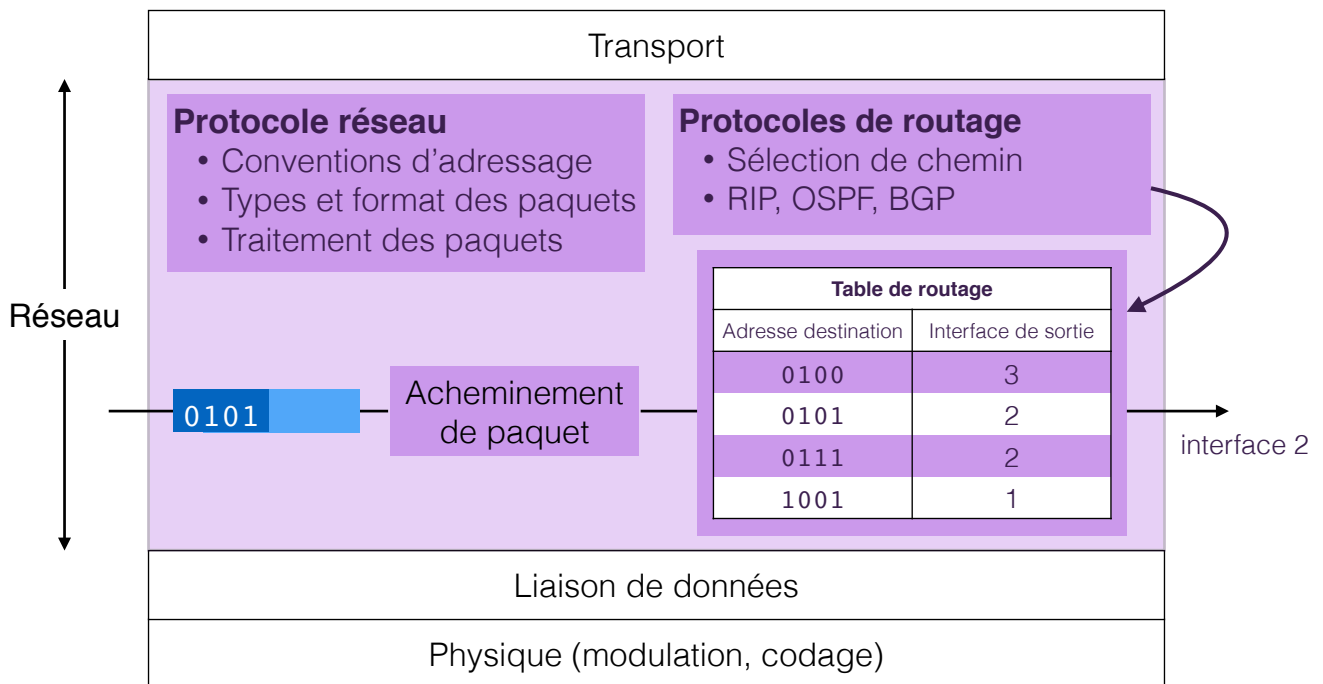 Transport
Protocole réseau
• Conventions d’adressage
• Types et format des paquets
• Traitement des paquets
Protocoles de routage
• Sélection de chemin
• RIP, OSPF, BGP
Réseau
0101
Acheminement
de paquet
Table de routage
Adresse destination Interface de sortie
0100 3
0101 2
0111 2
1001 1
interface 2
Liaison de données
Physique (modulation, codage)